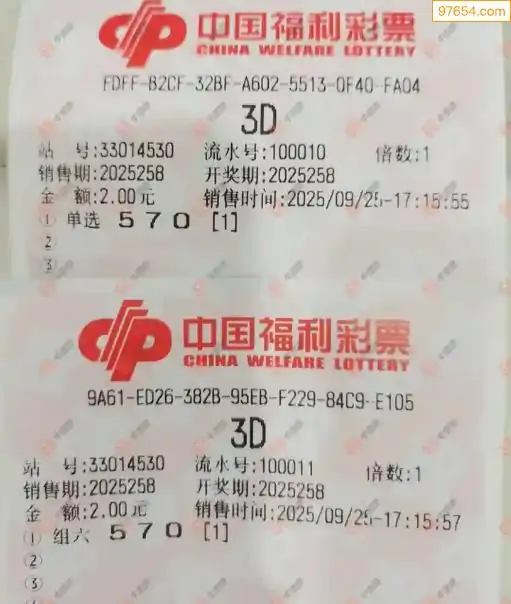 97654.com
中国福利彩票
CHINA WELFARE LOTTERY
FDFF-B2CF-32BF-A602-5513-0F40-FA04
3D
站 号:33014530 流水号:100010 倍数:1
销售期:2025258 开奖期:2025258
金 额:2.00元 销售时间:2025/09/25-17:15:55
① 单选 5 7 0 [1]
②
③
中国福利彩票
CHINA WELFARE LOTTERY
9A61-ED26-382B-95EB-F229-84C9-E105
3D
站 号:33014530 流水号:100011 倍数:1
销售期:2025258 开奖期:2025258
金 额:2.00元 销售时间:2025/09/25-17:15:57
① 组六 5 7 0 [1]
②
③